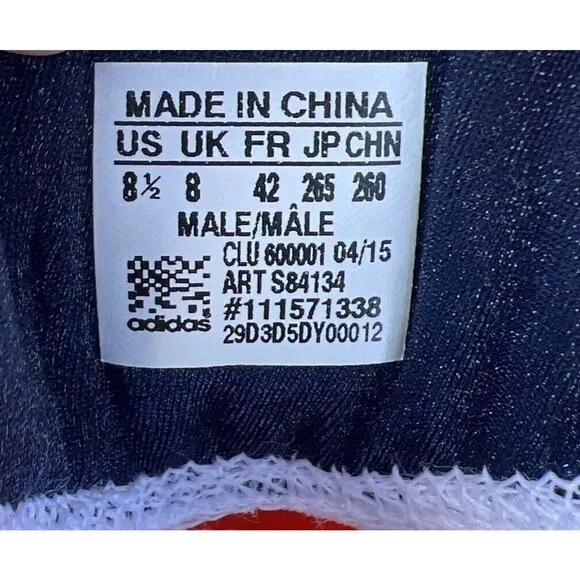 MADE IN CHINA
US UK FR JP CHN
8½ 8 42 265 260
MALE/MÂLE
CLU 600001 04/15
ART S84134
#111571338
adidas
29D3D5DY00012